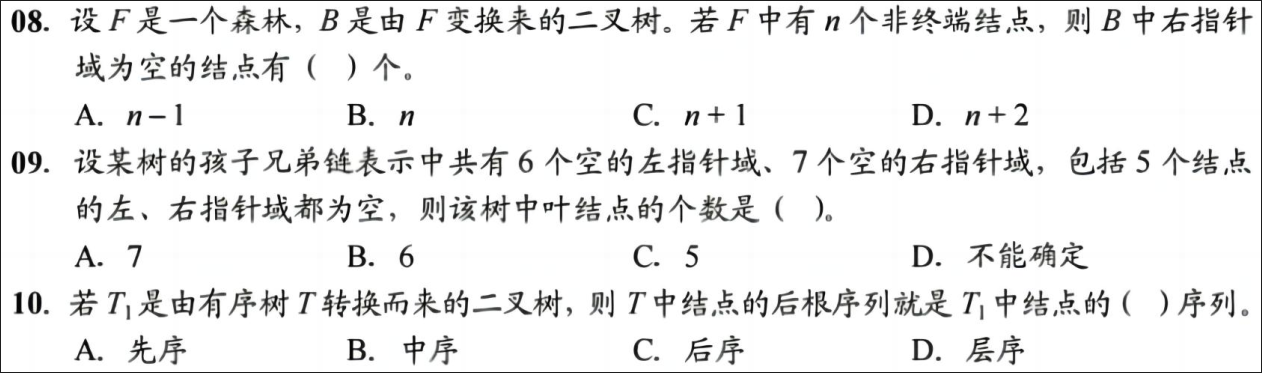 08. 设 F 是一个森林，B 是由 F 变换来的二叉树。若 F 中有 n 个非终端结点，则 B 中右指针
域为空的结点有（ ）个。
A. n−1 B. n C. n+1 D. n+2
09. 设某树的孩子兄弟链表示中共有 6 个空的左指针域、7 个空的右指针域，包括 5 个结点
的左、右指针域都为空，则该树中叶结点的个数是（ ）。
A. 7 B. 6 C. 5 D. 不能确定
10. 若 T₁ 是由有序树 T 转换而来的二叉树，则 T 中结点的后根序列就是 T₁ 中结点的（ ）序列。
A. 先序 B. 中序 C. 后序 D. 层序